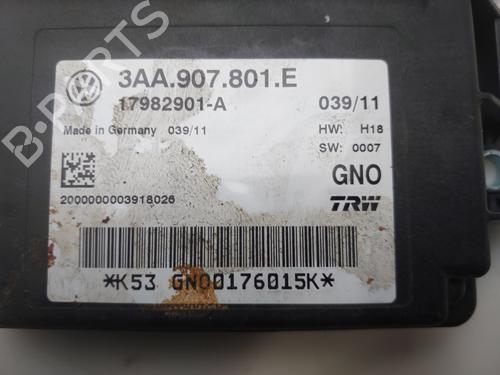 B-PARTS
3AA.907.801.E
17982901-A 039/11
Made in Germany 039/11 HW: H18
SW: 0007
GNO
2000000003918026 TRW
*K53 GNO0176015K*